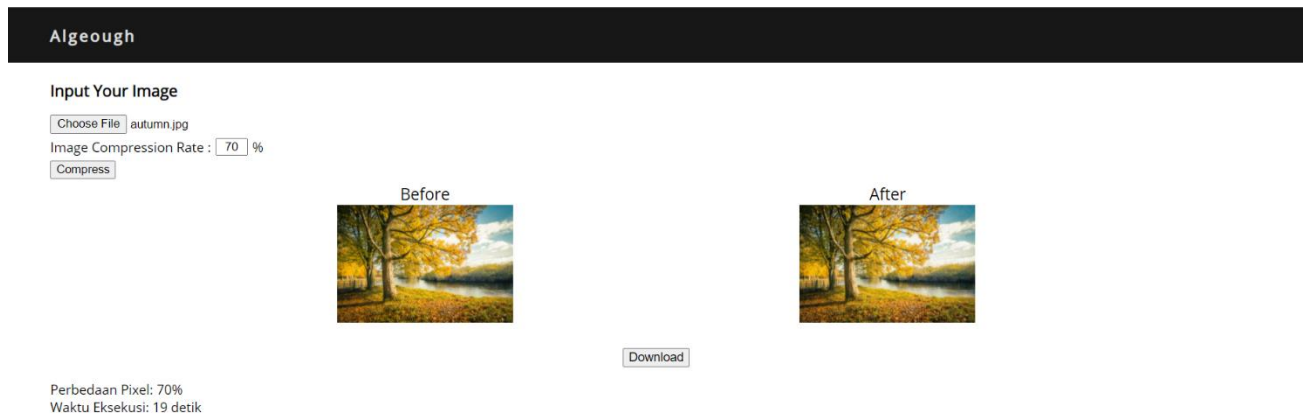 Algeough
Input Your Image
Choose File autumn.jpg
Image Compression Rate : 70 %
Compress
Before After
Download
Perbedaan Pixel: 70%
Waktu Eksekusi: 19 detik